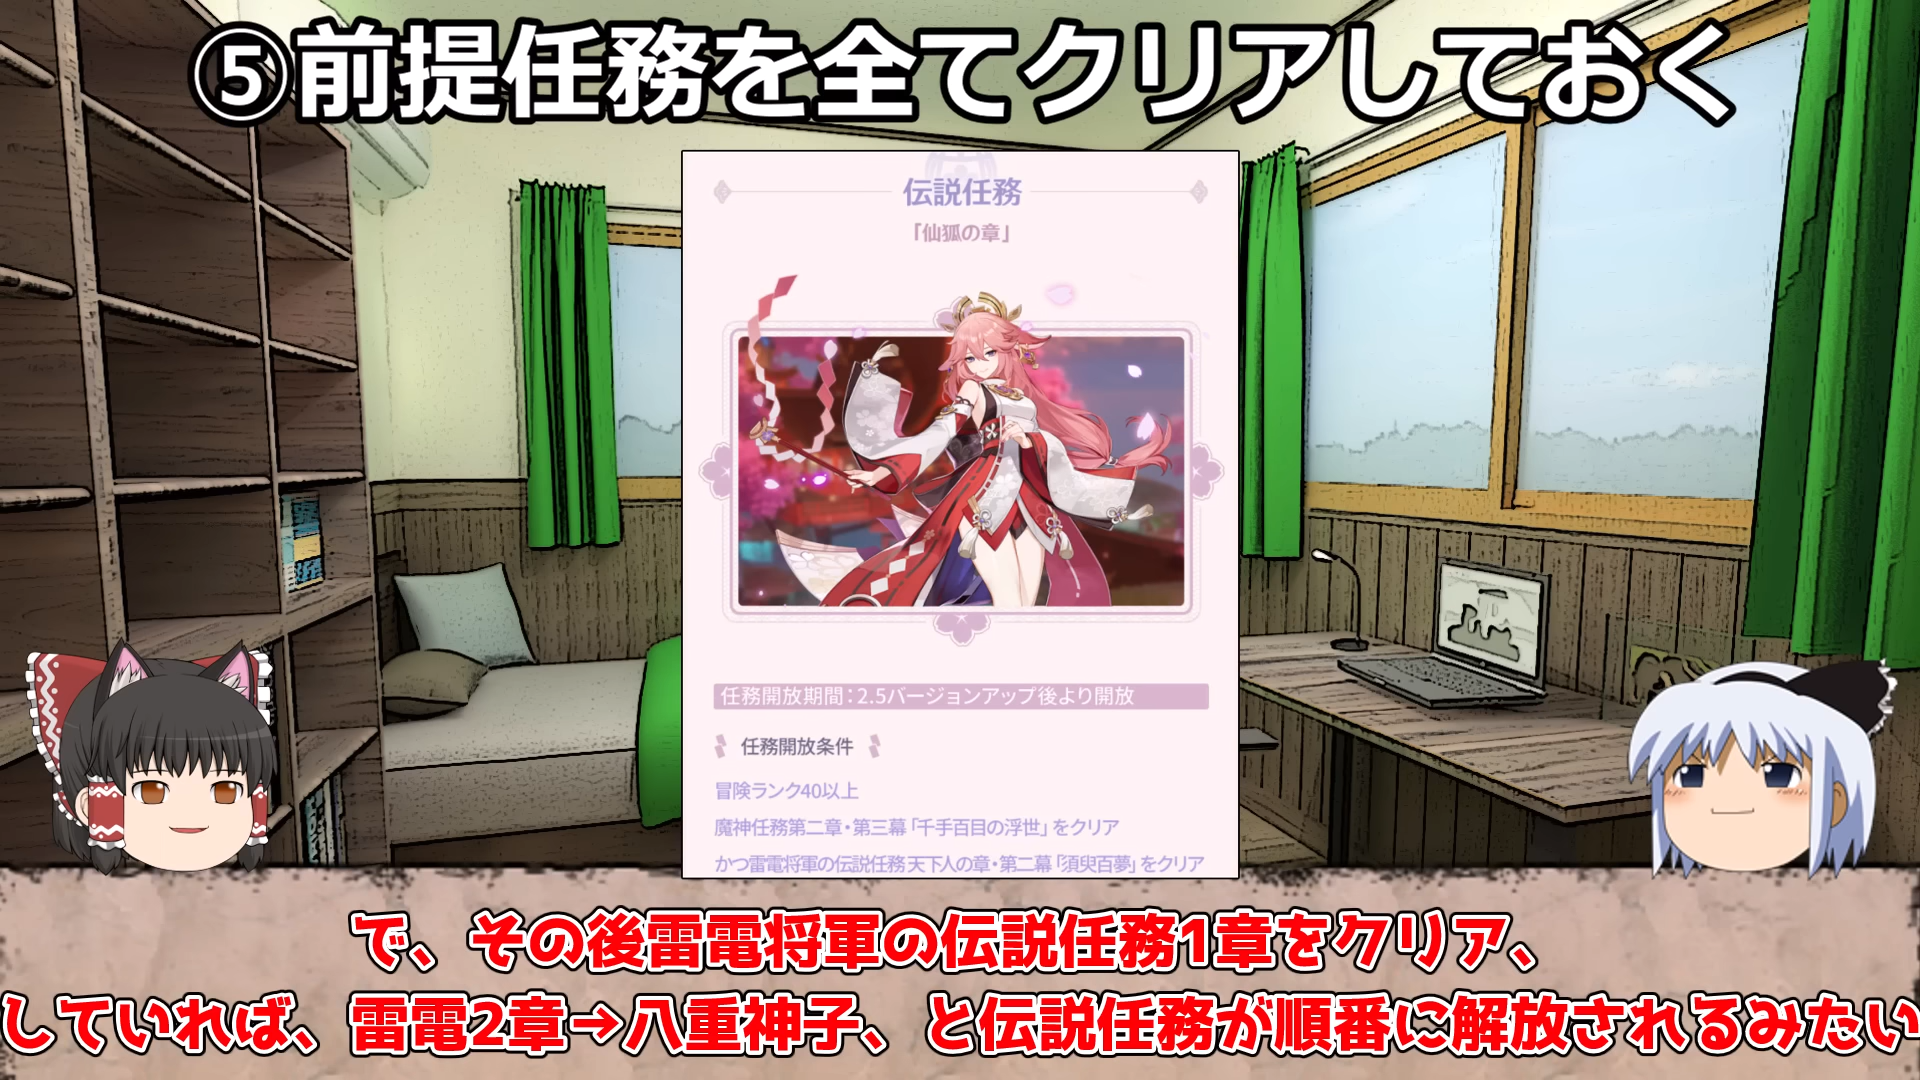 ⑤前提任務を全てクリアしておく
伝説任務
「仙狐の章」
任務開放期間：2.5バージョンアップ後より開放
任務開放条件
冒険ランク40以上
魔神任務第二章・第三幕「千手百目の浮世」をクリア
かつ雷電将軍の伝説任務 天下人の章・第二幕「須臾百夢」をクリア
で、その後雷電将軍の伝説任務1章をクリア、
していれば、雷電2章→八重神子、と伝説任務が順番に解放されるみたい